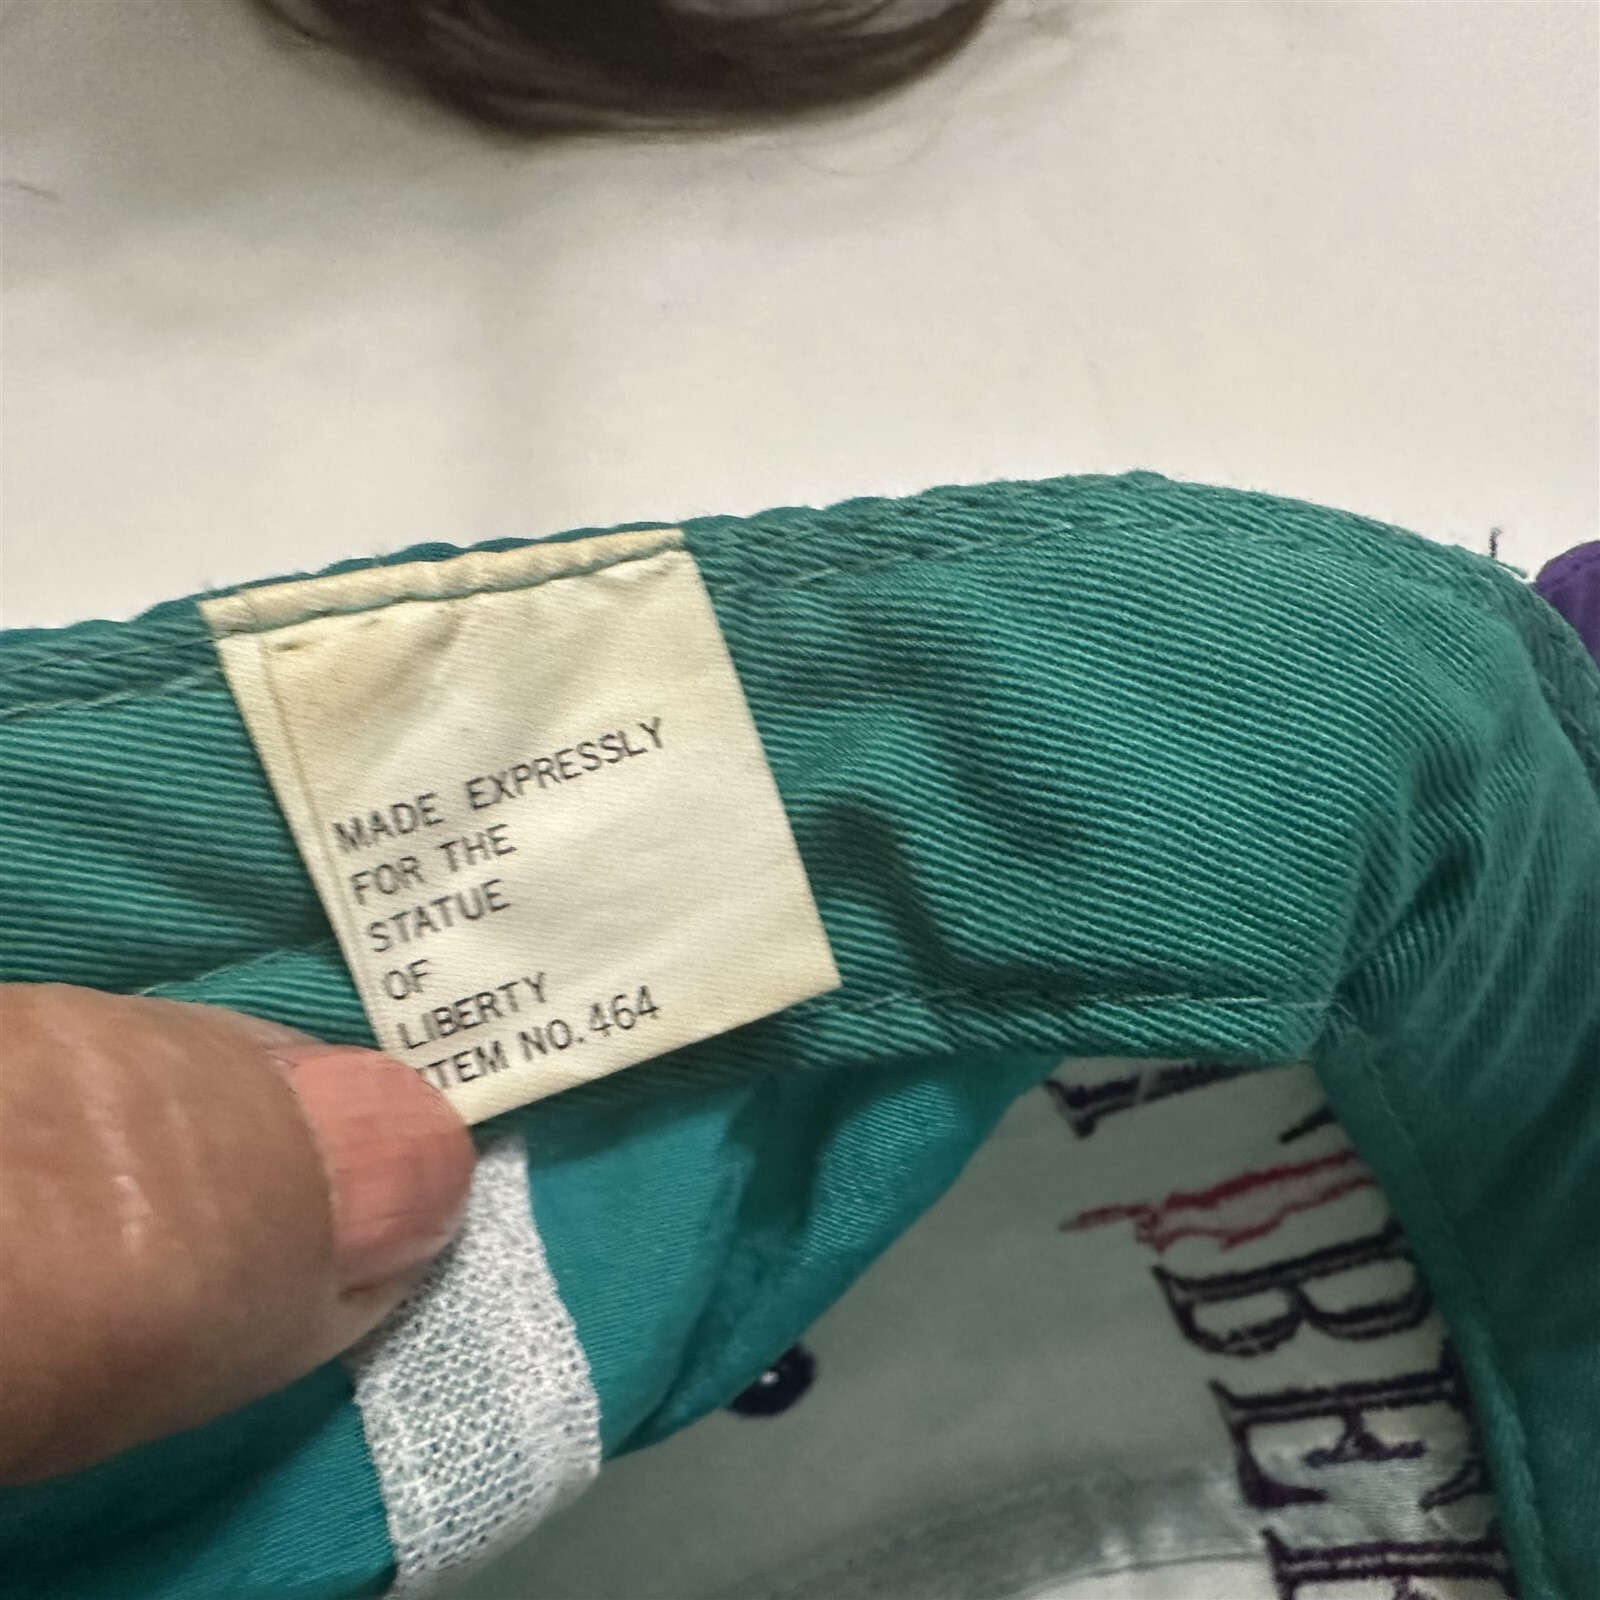 MADE EXPRESSLY
FOR THE
STATUE
OF
LIBERTY
ITEM NO. 464